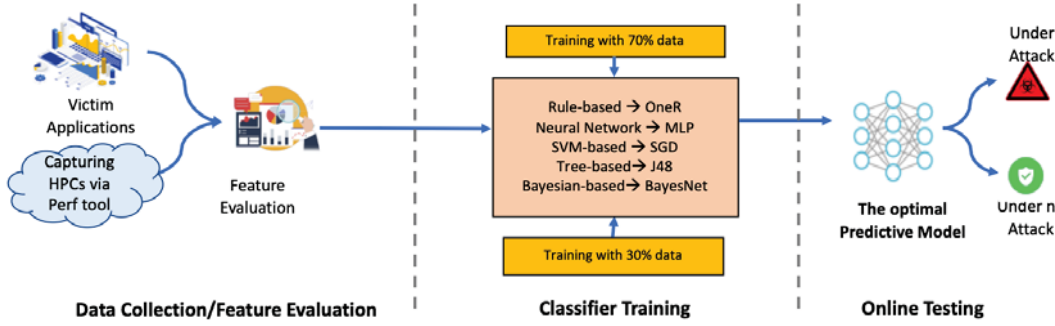 Victim
Applications
Capturing
HPCs via
Perf tool
Feature
Evaluation
Data Collection/Feature Evaluation
Training with 70% data
Rule-based → OneR
Neural Network → MLP
SVM-based → SGD
Tree-based → J48
Bayesian-based → BayesNet
Training with 30% data
Classifier Training
The optimal
Predictive Model
Under
Attack
Under n
Attack
Online Testing